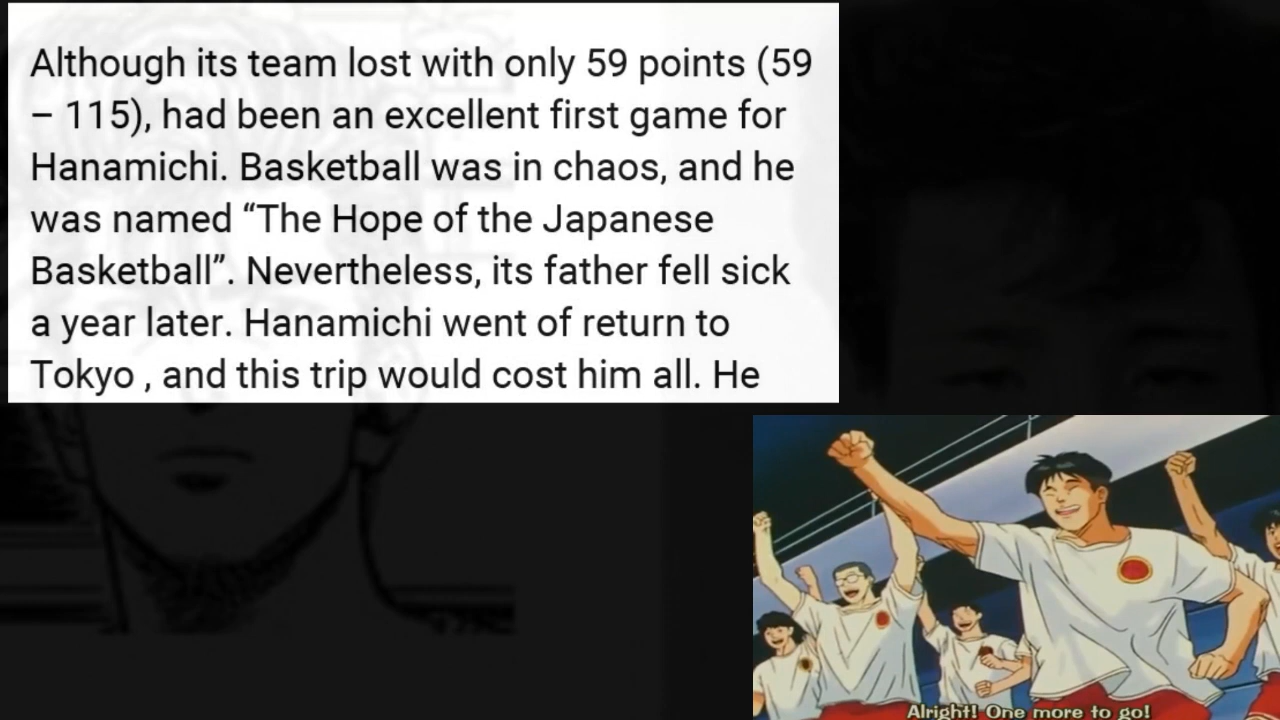 Although its team lost with only 59 points (59
– 115), had been an excellent first game for
Hanamichi. Basketball was in chaos, and he
was named “The Hope of the Japanese
Basketball”. Nevertheless, its father fell sick
a year later. Hanamichi went of return to
Tokyo , and this trip would cost him all. He
Alright! One more to go!